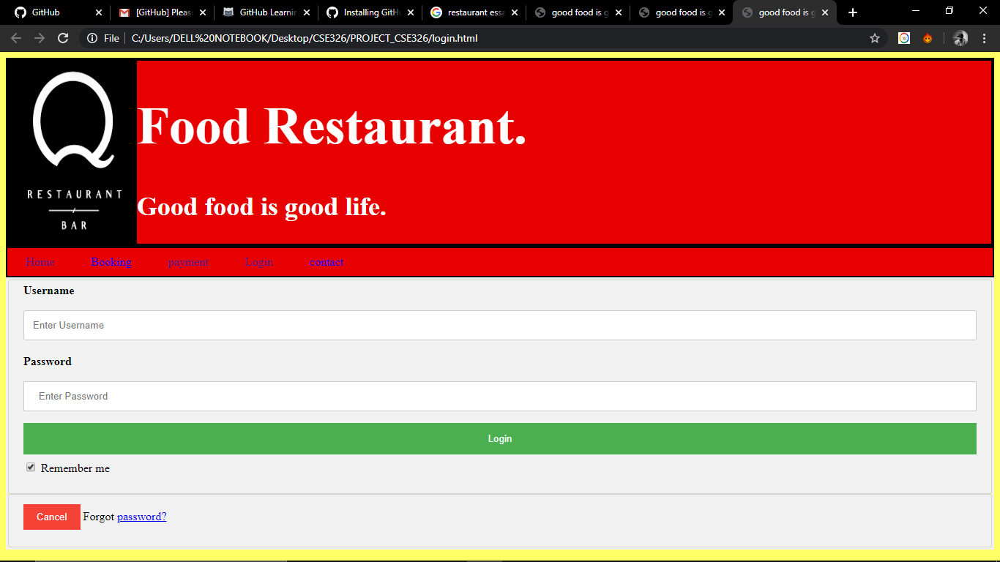 GitHub
[GitHub] Pleas
GitHub Learnin
Installing GitH
restaurant essa
good food is g
good food is g
good food is g
File
C:/Users/DELL%20NOTEBOOK/Desktop/CSE326/PROJECT_CSE326/login.html
Q
RESTAURANT
BAR
Food Restaurant.
Good food is good life.
Home Booking payment Login contact
Username
Enter Username
Password
Enter Password
Login
Remember me
Cancel Forgot password?